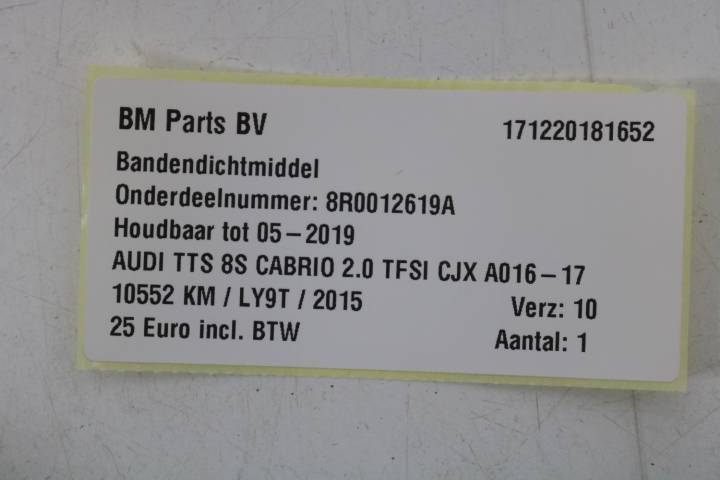 BM Parts BV 171220181652
Bandendichtmiddel
Onderdeelnummer: 8R0012619A
Houdbaar tot 05-2019
AUDI TTS 8S CABRIO 2.0 TFSI CJX A016-17
10552 KM / LY9T / 2015 Verz: 10
25 Euro incl. BTW Aantal: 1